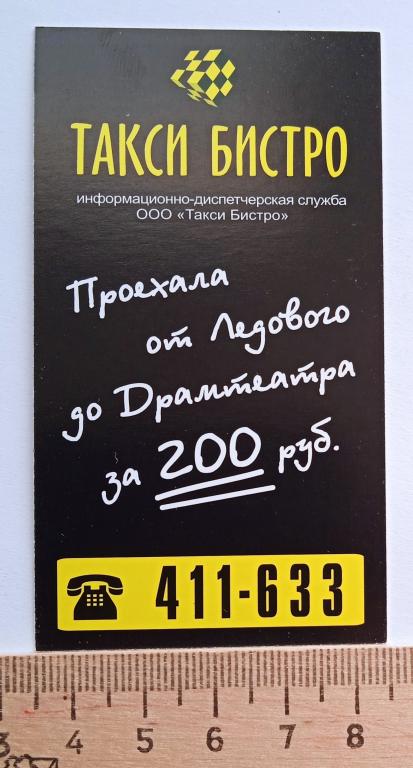 ТАКСИ БИСТРО
информационно-диспетчерская служба
ООО «Такси Бистро»
Проехала
от Ледового
до Драмтеатра
за 200 руб.
411-633
3 4 5 6 7 8